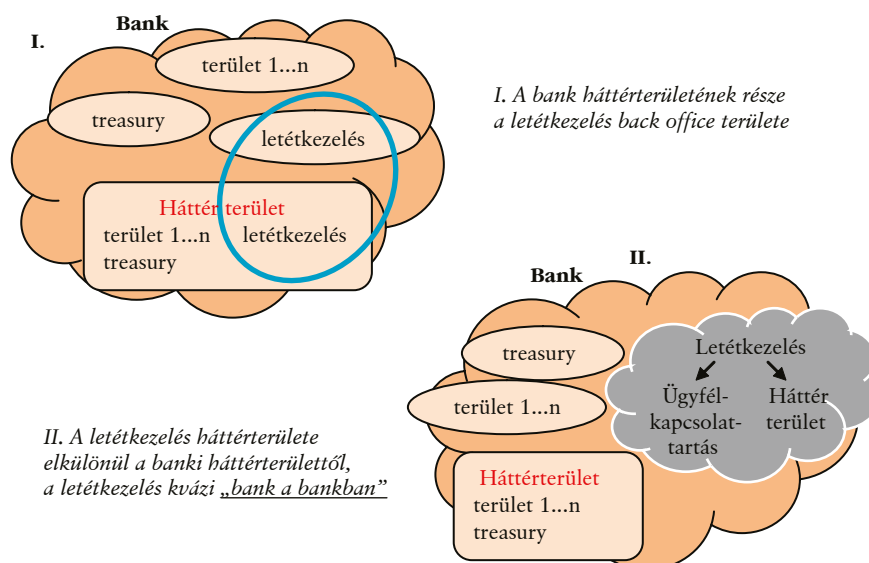 Bank
I.
terület 1...n
treasury
letétkezelés
Háttér terület
terület 1...n letétkezelés
treasury
I. A bank háttérterületének része
a letétkezelés back office területe
II.
Bank
treasury
terület 1...n
Háttérterület
terület 1...n
treasury
Letétkezelés
Ügyfél-
kapcsolat-
tartás
Háttér
terület
II. A letétkezelés háttérterülete
elkülönül a banki háttérterülettől,
a letétkezelés kvázi „bank a bankban”